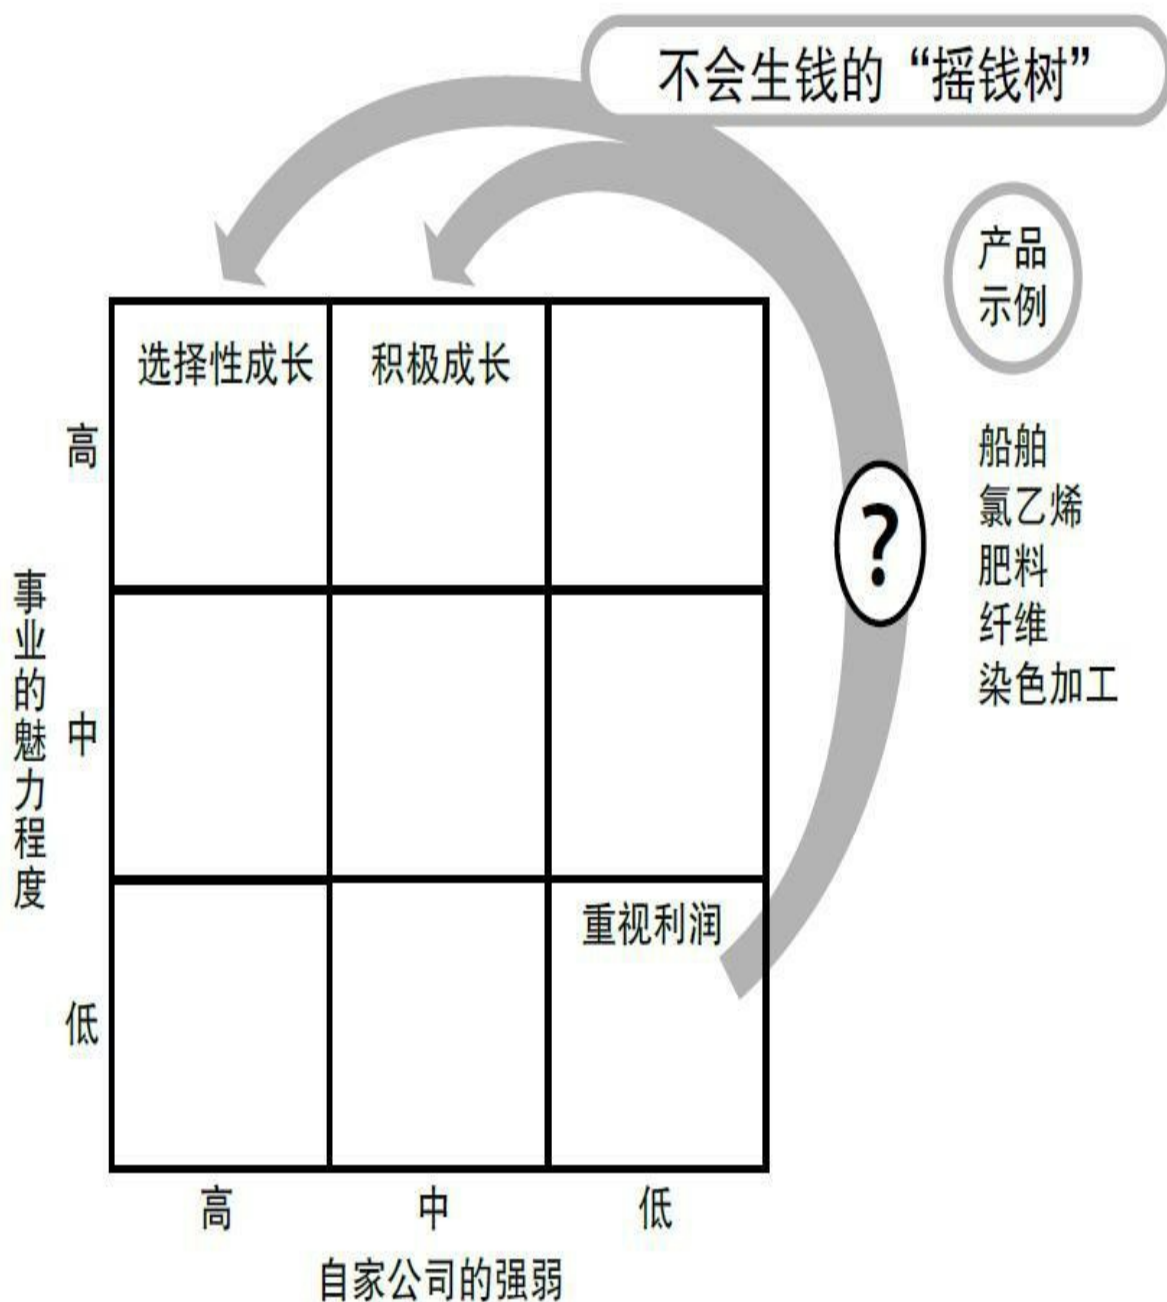 不会生钱的“摇钱树”
产品
示例
船舶
氯乙烯
肥料
纤维
染色加工
选择性成长
积极成长
重视利润
事业的魅力程度
高
中
低
高
中
低
自家公司的强弱
?